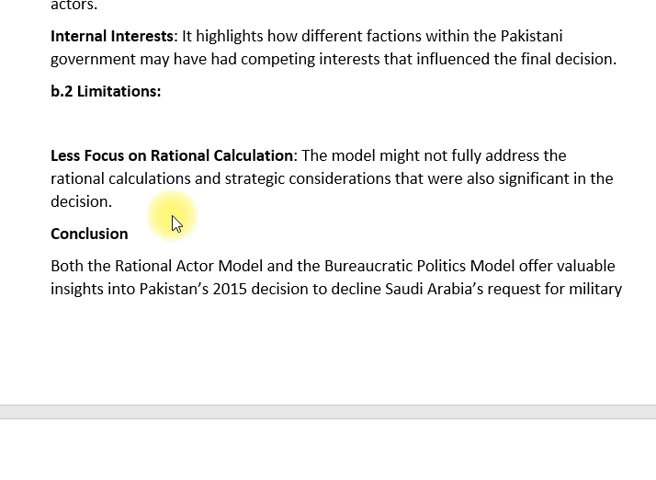 actors.
Internal Interests: It highlights how different factions within the Pakistani
government may have had competing interests that influenced the final decision.
b.2 Limitations:
Less Focus on Rational Calculation: The model might not fully address the
rational calculations and strategic considerations that were also significant in the
decision.
Conclusion
Both the Rational Actor Model and the Bureaucratic Politics Model offer valuable
insights into Pakistan’s 2015 decision to decline Saudi Arabia’s request for military